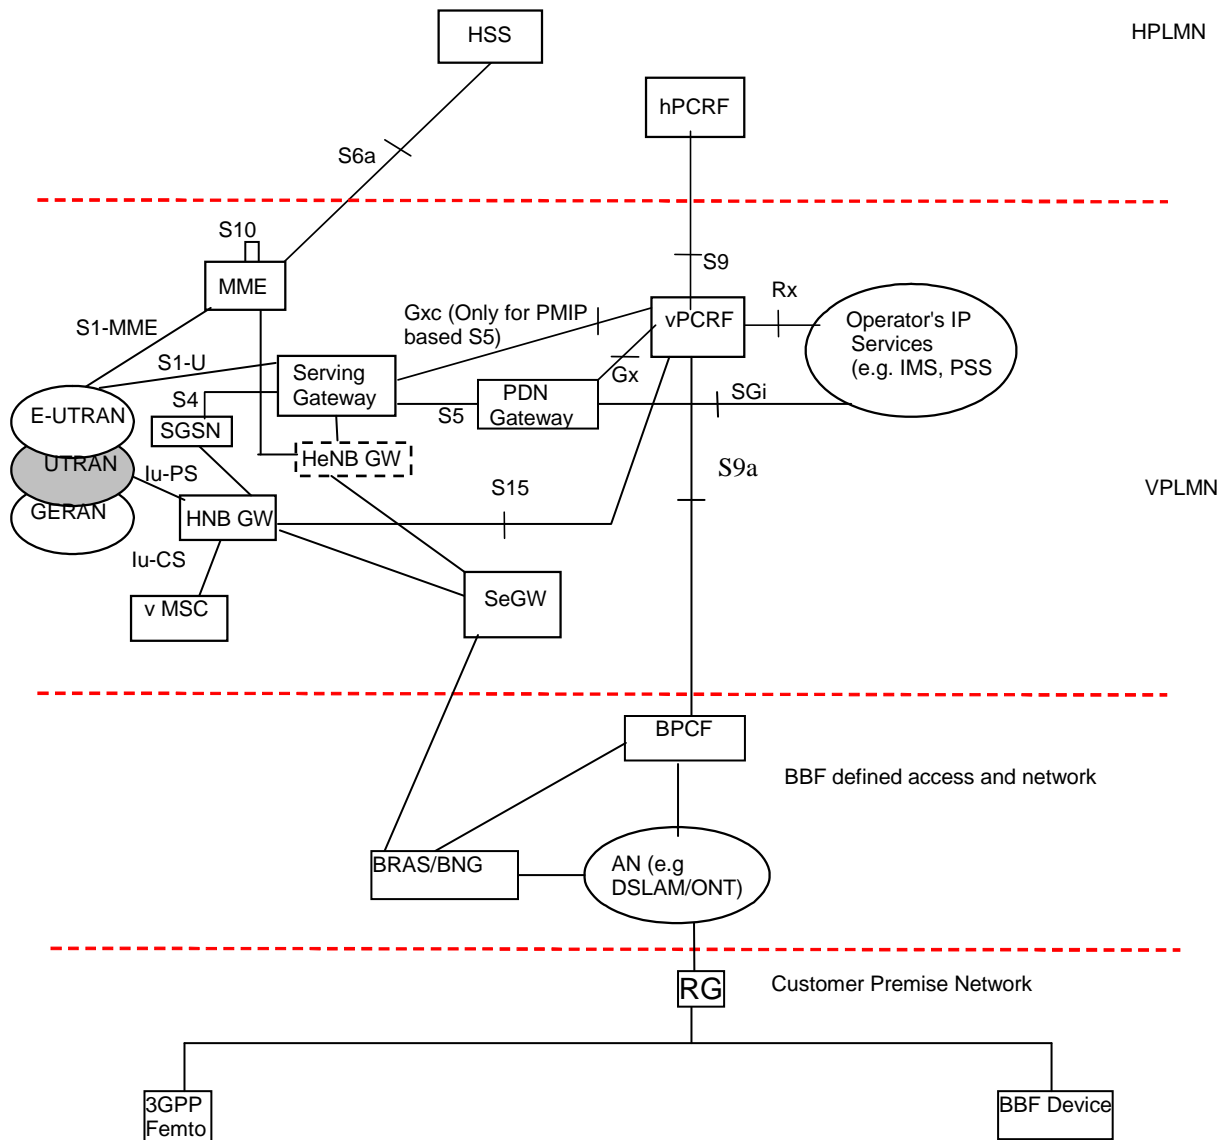 HSS
HPLMN
hPCRF
S6a
S10
MME
S9
Rx
Gxc (Only for PMIP
based S5)
vPCRF
Operator's IP
Services
(e.g. IMS, PSS
S1-MME
S1-U
Serving
Gateway
Gx
PDN
Gateway
S4
S5
SGi
E-UTRAN
SGSN
UTRAN
HeNB GW
S9a
Iu-PS
S15
VPLMN
GERAN
HNB GW
Iu-CS
v MSC
SeGW
BPCF
BBF defined access and network
BRAS/BNG
AN (e.g
DSLAM/ONT)
RG
Customer Premise Network
3GPP
Femto
BBF Device